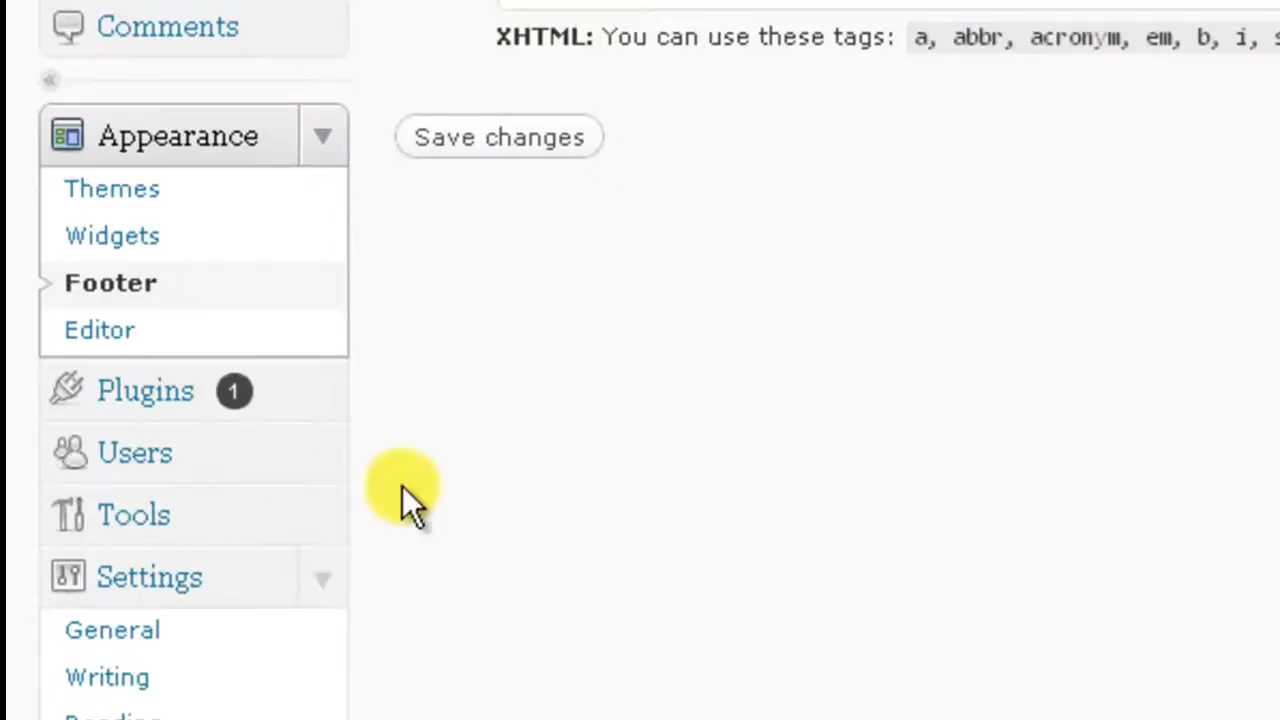 Comments
XHTML: You can use these tags: a, abbr, acronym, em, b, i,
Appearance
Save changes
Themes
Widgets
Footer
Editor
Plugins 1
Users
Tools
Settings
General
Writing